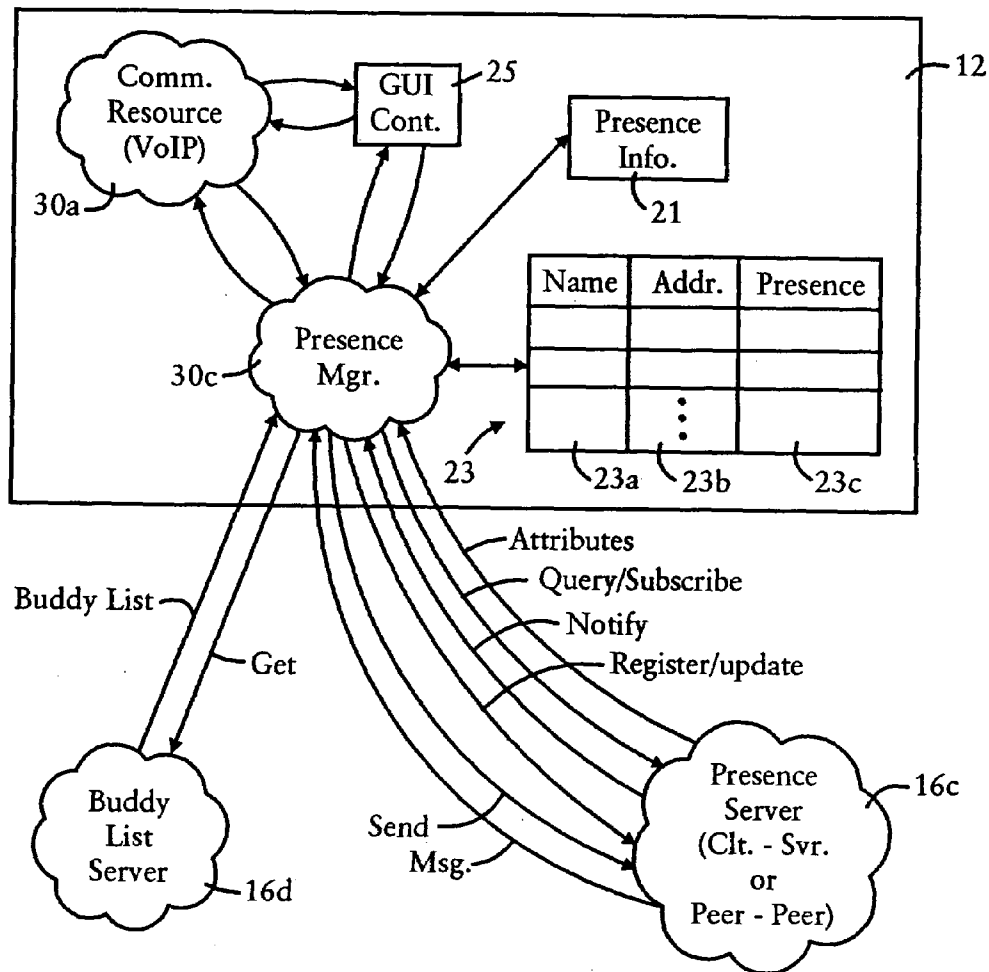 Comm.
Resource
(VoIP)
30a
GUI
Cont.
25
12
Presence
Info.
21
Presence
Mgr.
30c
Name Addr. Presence
23
23a
23b
23c
Attributes
Query/Subscribe
Notify
Register/update
Buddy List
Get
Send
Msg.
Buddy
List
Server
16d
Presence
Server
(Clt. - Svr.
or
Peer - Peer)
16c